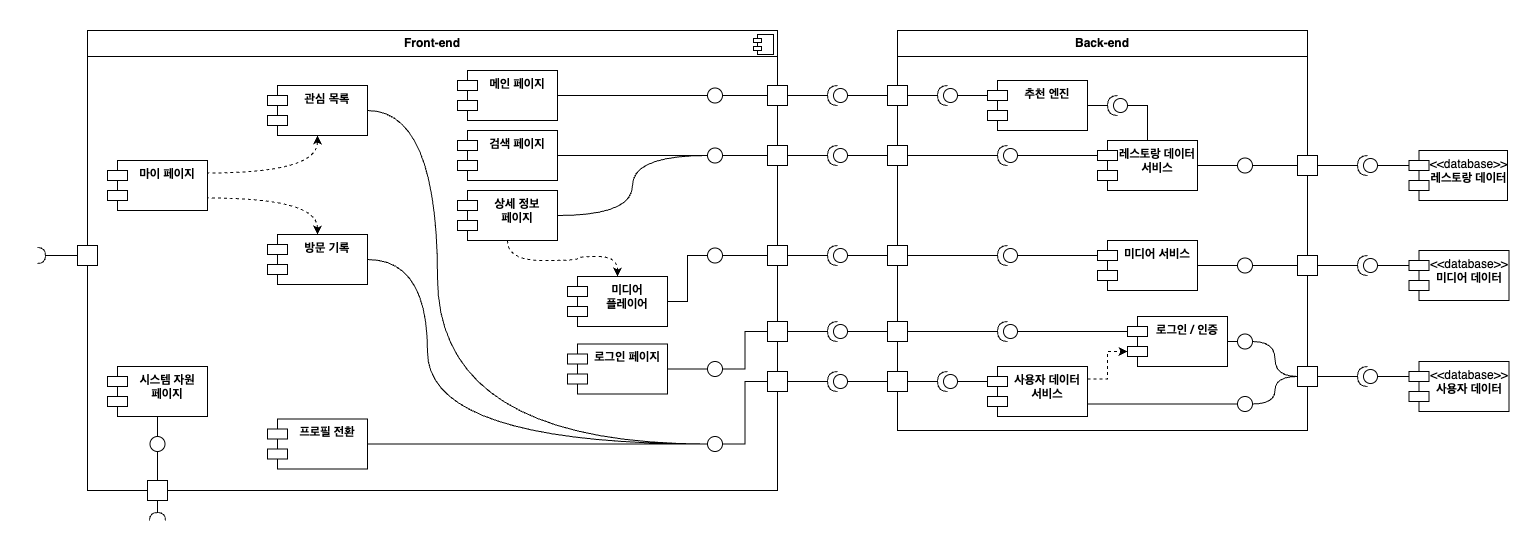 Front-end
Back-end
메인 페이지
관심 목록
추천 엔진
검색 페이지
레스토랑 데이터
서비스
<<database>>
레스토랑 데이터
마이 페이지
상세 정보
페이지
방문 기록
미디어 서비스
<<database>>
미디어 데이터
미디어
플레이어
로그인 / 인증
로그인 페이지
시스템 자원
페이지
사용자 데이터
서비스
<<database>>
사용자 데이터
프로필 전환